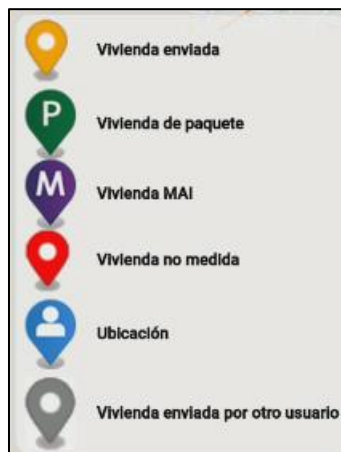 Vivienda enviada
P
Vivienda de paquete
M
Vivienda MAI
Vivienda no medida
Ubicación
Vivienda enviada por otro usuario